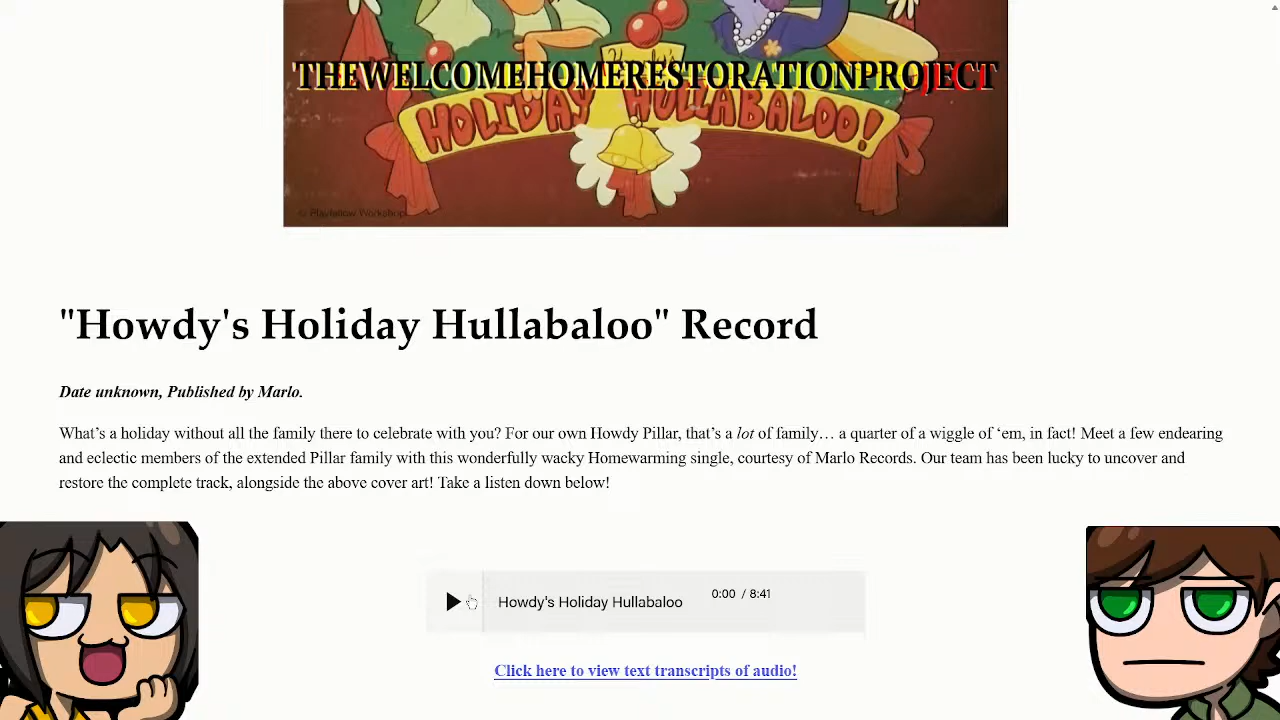 'THEWELCOMEHOMERESTORATIONPROJECT
HOLIDAY HULLABALOO!
© Playfellow Workshop
"Howdy's Holiday Hullabaloo" Record
Date unknown, Published by Marlo.
What’s a holiday without all the family there to celebrate with you? For our own Howdy Pillar, that’s a lot of family… a quarter of a wiggle of ‘em, in fact! Meet a few endearing
and eclectic members of the extended Pillar family with this wonderfully wacky Homewarming single, courtesy of Marlo Records. Our team has been lucky to uncover and
restore the complete track, alongside the above cover art! Take a listen down below!
Howdy's Holiday Hullabaloo 0:00 / 8:41
Click here to view text transcripts of audio!